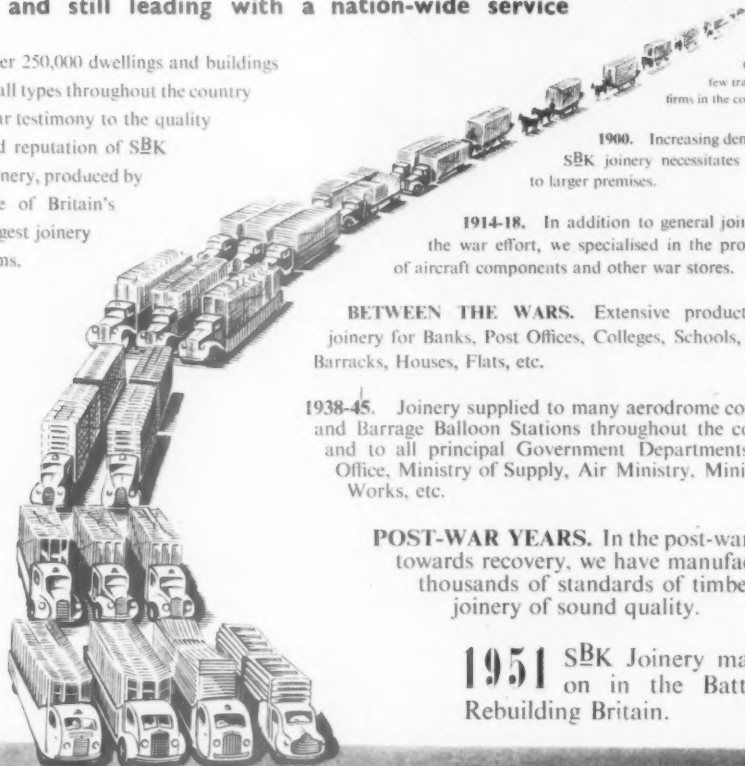 and still leading with a nation-wide service
er 250,000 dwellings and buildings
all types throughout the country
ar testimony to the quality
d reputation of SBK
inery, produced by
e of Britain's
gest joinery
ms.
few tra
firms in the co
1900. Increasing den
SBK joinery necessitates
to larger premises.
1914-18. In addition to general join
the war effort, we specialised in the pro
of aircraft components and other war stores.
BETWEEN THE WARS. Extensive product
joinery for Banks, Post Offices, Colleges, Schools,
Barracks, Houses, Flats, etc.
1938-45. Joinery supplied to many aerodrome co
and Barrage Balloon Stations throughout the co
and to all principal Government Departments
Office, Ministry of Supply, Air Ministry. Mini
Works, etc.
POST-WAR YEARS. In the post-war
towards recovery, we have manufac
thousands of standards of timbe
joinery of sound quality.
1951 SBK Joinery ma
on in the Batt
Rebuilding Britain.